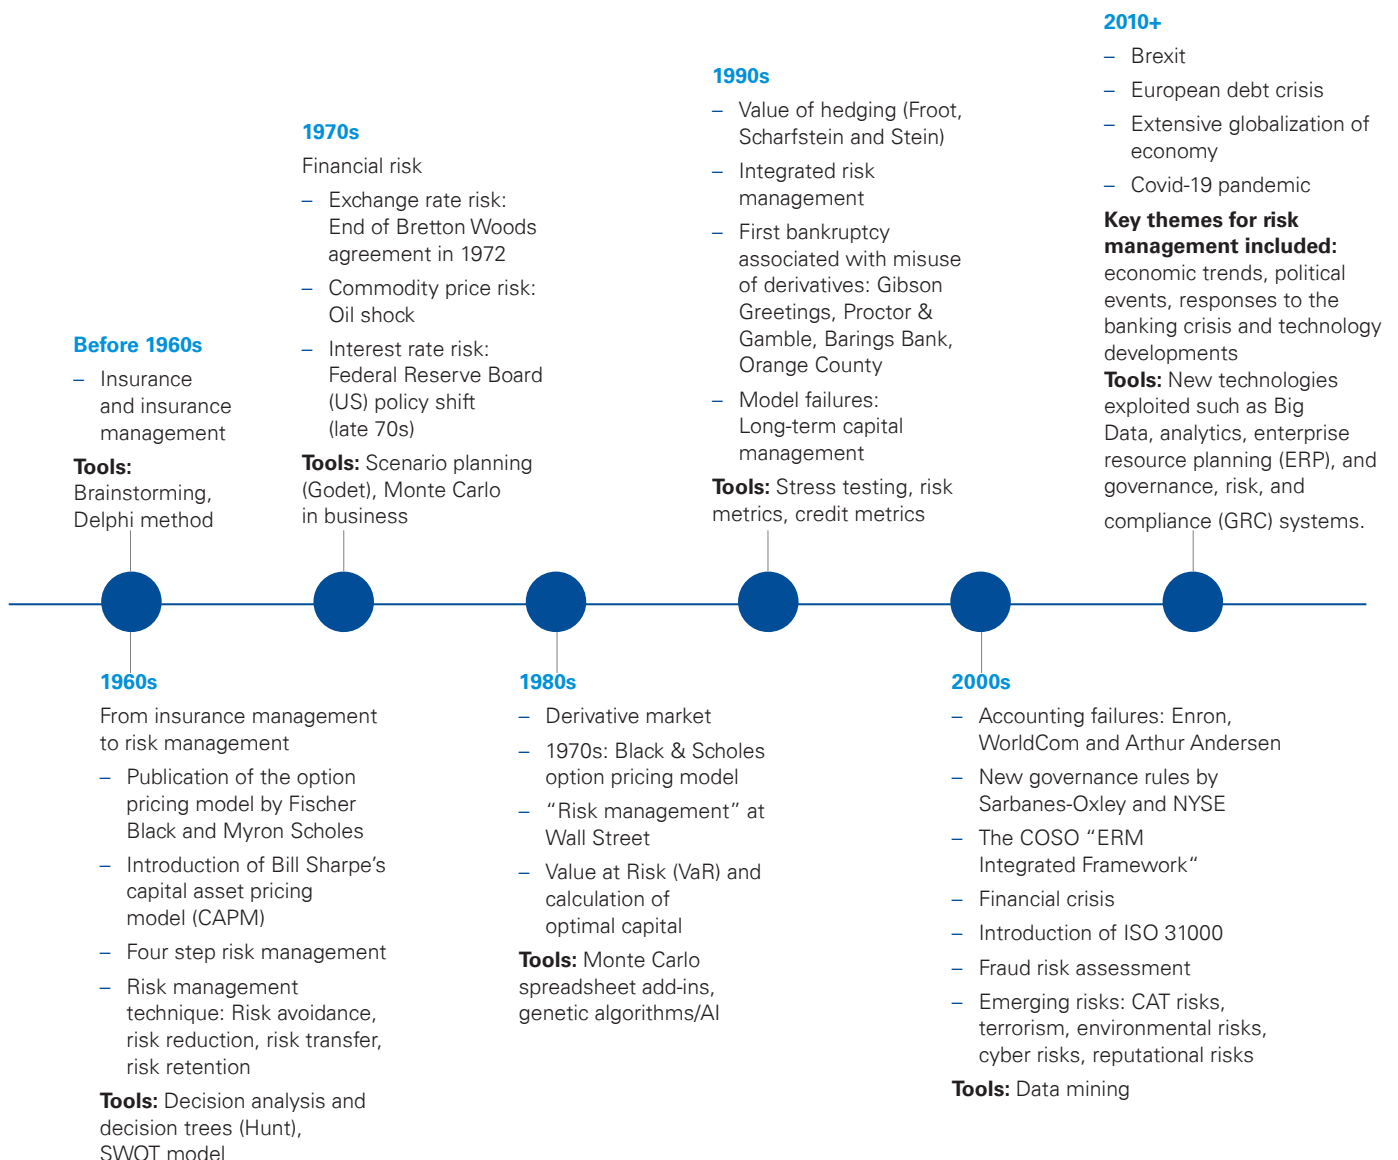 Before 1960s
– Insurance
and insurance
management
Tools:
Brainstorming,
Delphi method
1960s
From insurance management
to risk management
– Publication of the option
pricing model by Fischer
Black and Myron Scholes
– Introduction of Bill Sharpe’s
capital asset pricing
model (CAPM)
– Four step risk management
– Risk management
technique: Risk avoidance,
risk reduction, risk transfer,
risk retention
Tools: Decision analysis and
decision trees (Hunt),
SWOT model
1970s
Financial risk
– Exchange rate risk:
End of Bretton Woods
agreement in 1972
– Commodity price risk:
Oil shock
– Interest rate risk:
Federal Reserve Board
(US) policy shift
(late 70s)
Tools: Scenario planning
(Godet), Monte Carlo
in business
1980s
– Derivative market
– 1970s: Black & Scholes
option pricing model
– “Risk management” at
Wall Street
– Value at Risk (VaR) and
calculation of
optimal capital
Tools: Monte Carlo
spreadsheet add-ins,
genetic algorithms/AI
1990s
– Value of hedging (Froot,
Scharfstein and Stein)
– Integrated risk
management
– First bankruptcy
associated with misuse
of derivatives: Gibson
Greetings, Proctor &
Gamble, Barings Bank,
Orange County
– Model failures:
Long-term capital
management
Tools: Stress testing, risk
metrics, credit metrics
2000s
– Accounting failures: Enron,
WorldCom and Arthur Andersen
– New governance rules by
Sarbanes-Oxley and NYSE
– The COSO “ERM
Integrated Framework“
– Financial crisis
– Introduction of ISO 31000
– Fraud risk assessment
– Emerging risks: CAT risks,
terrorism, environmental risks,
cyber risks, reputational risks
Tools: Data mining
2010+
– Brexit
– European debt crisis
– Extensive globalization of
economy
– Covid-19 pandemic
Key themes for risk
management included:
economic trends, political
events, responses to the
banking crisis and technology
developments
Tools: New technologies
exploited such as Big
Data, analytics, enterprise
resource planning (ERP), and
governance, risk, and
compliance (GRC) systems.